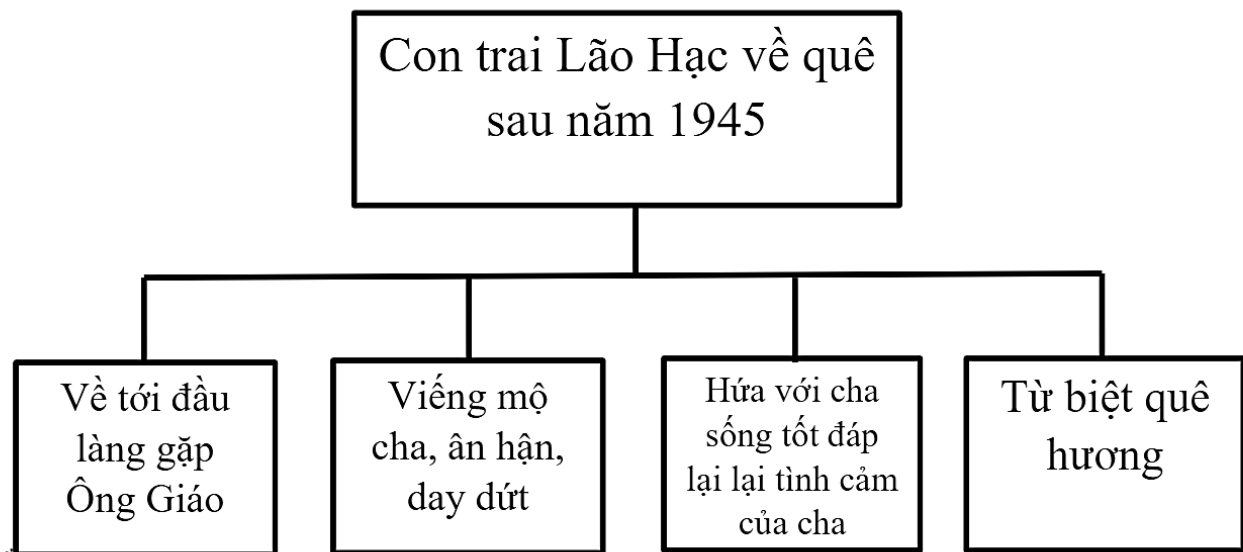 Con trai Lão Hạc về quê
sau năm 1945
Về tới đầu
làng gặp
Ông Giáo
Viếng mộ
cha, ân hận,
day dứt
Hứa với cha
sống tốt đáp
lại lại tình cảm
của cha
Từ biệt quê
hương